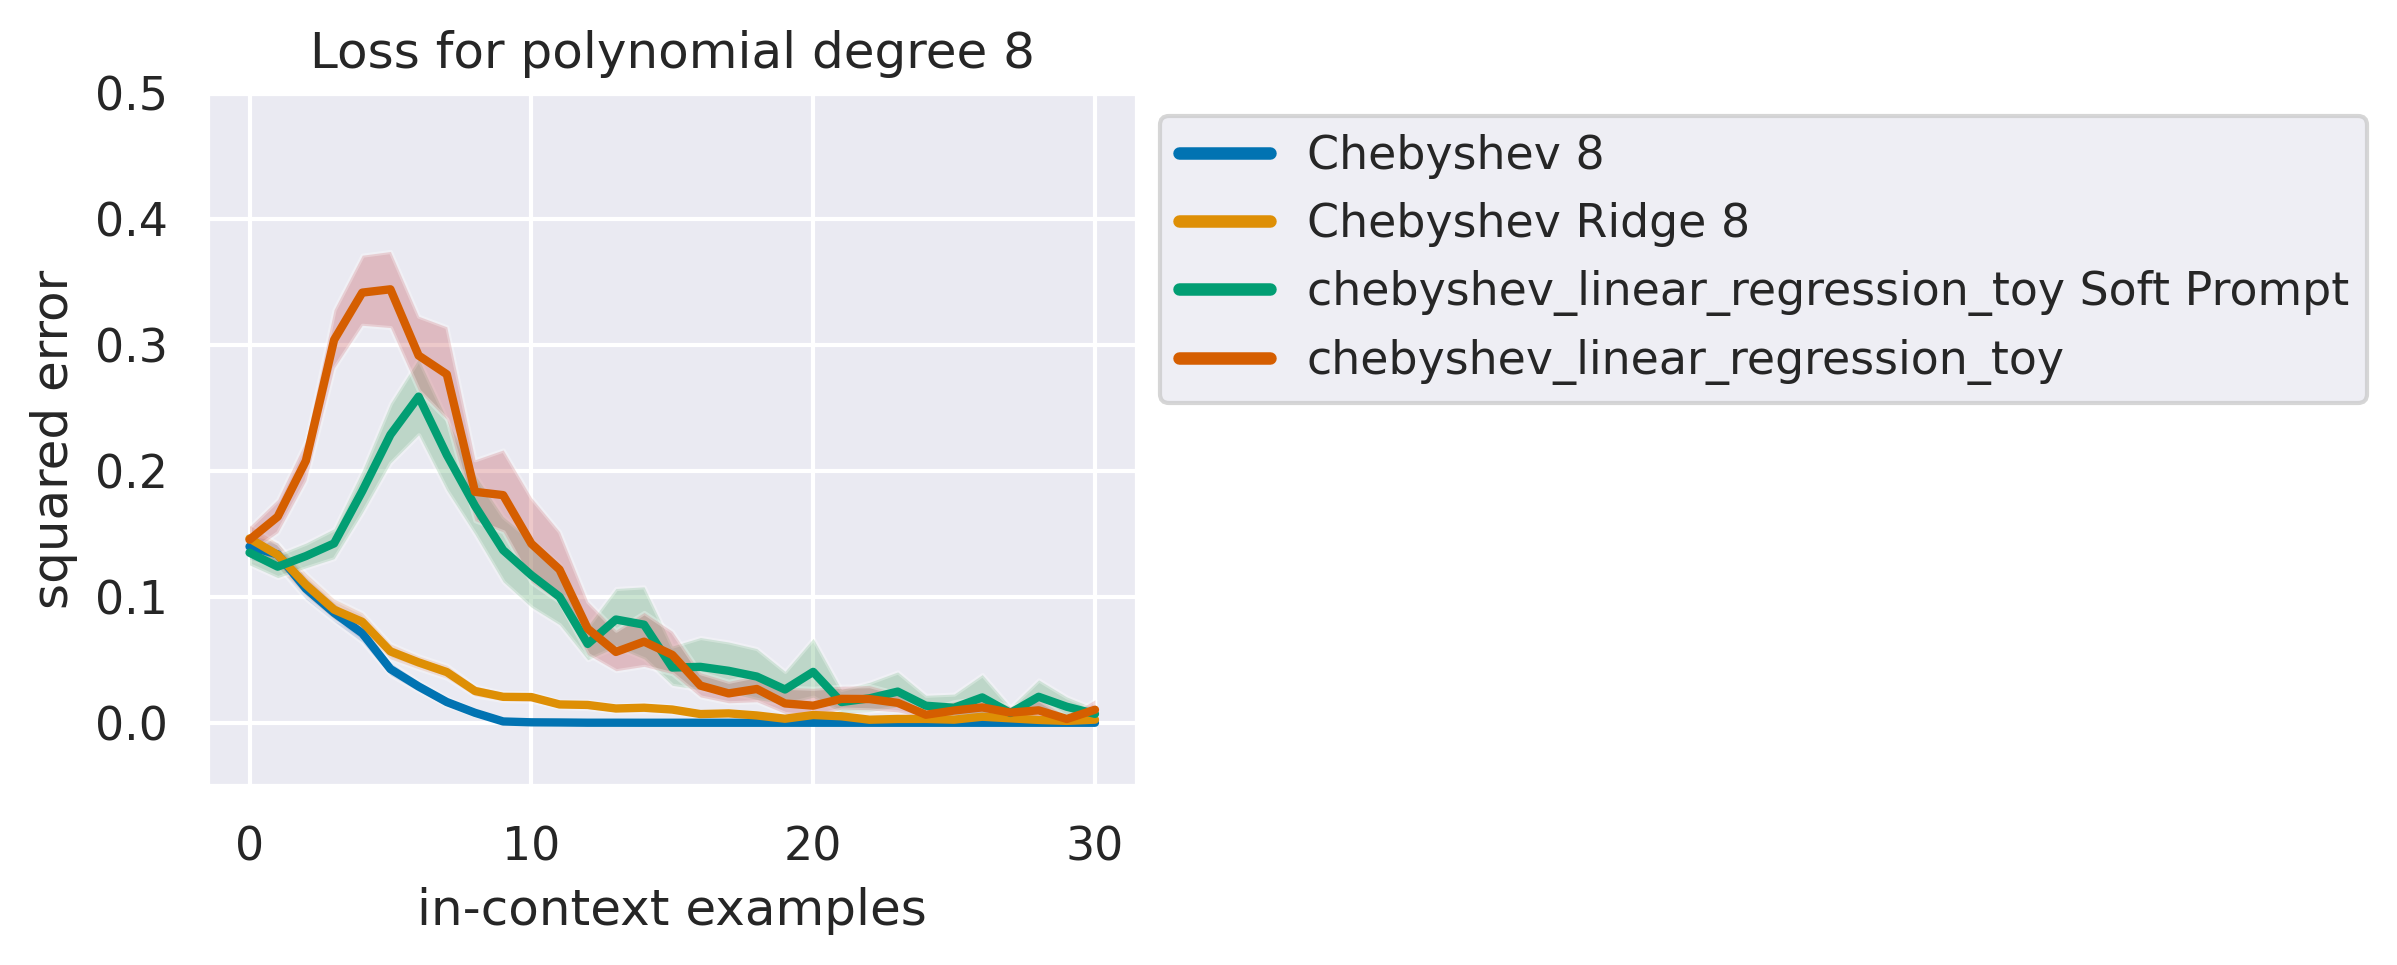 Loss for polynomial degree 8
0.5
0.4
0.3
0.2
0.1
0.0
squared error
0
10
20
30
in-context examples
Chebyshev 8
Chebyshev Ridge 8
chebyshev_linear_regression_toy Soft Prompt
chebyshev_linear_regression_toy